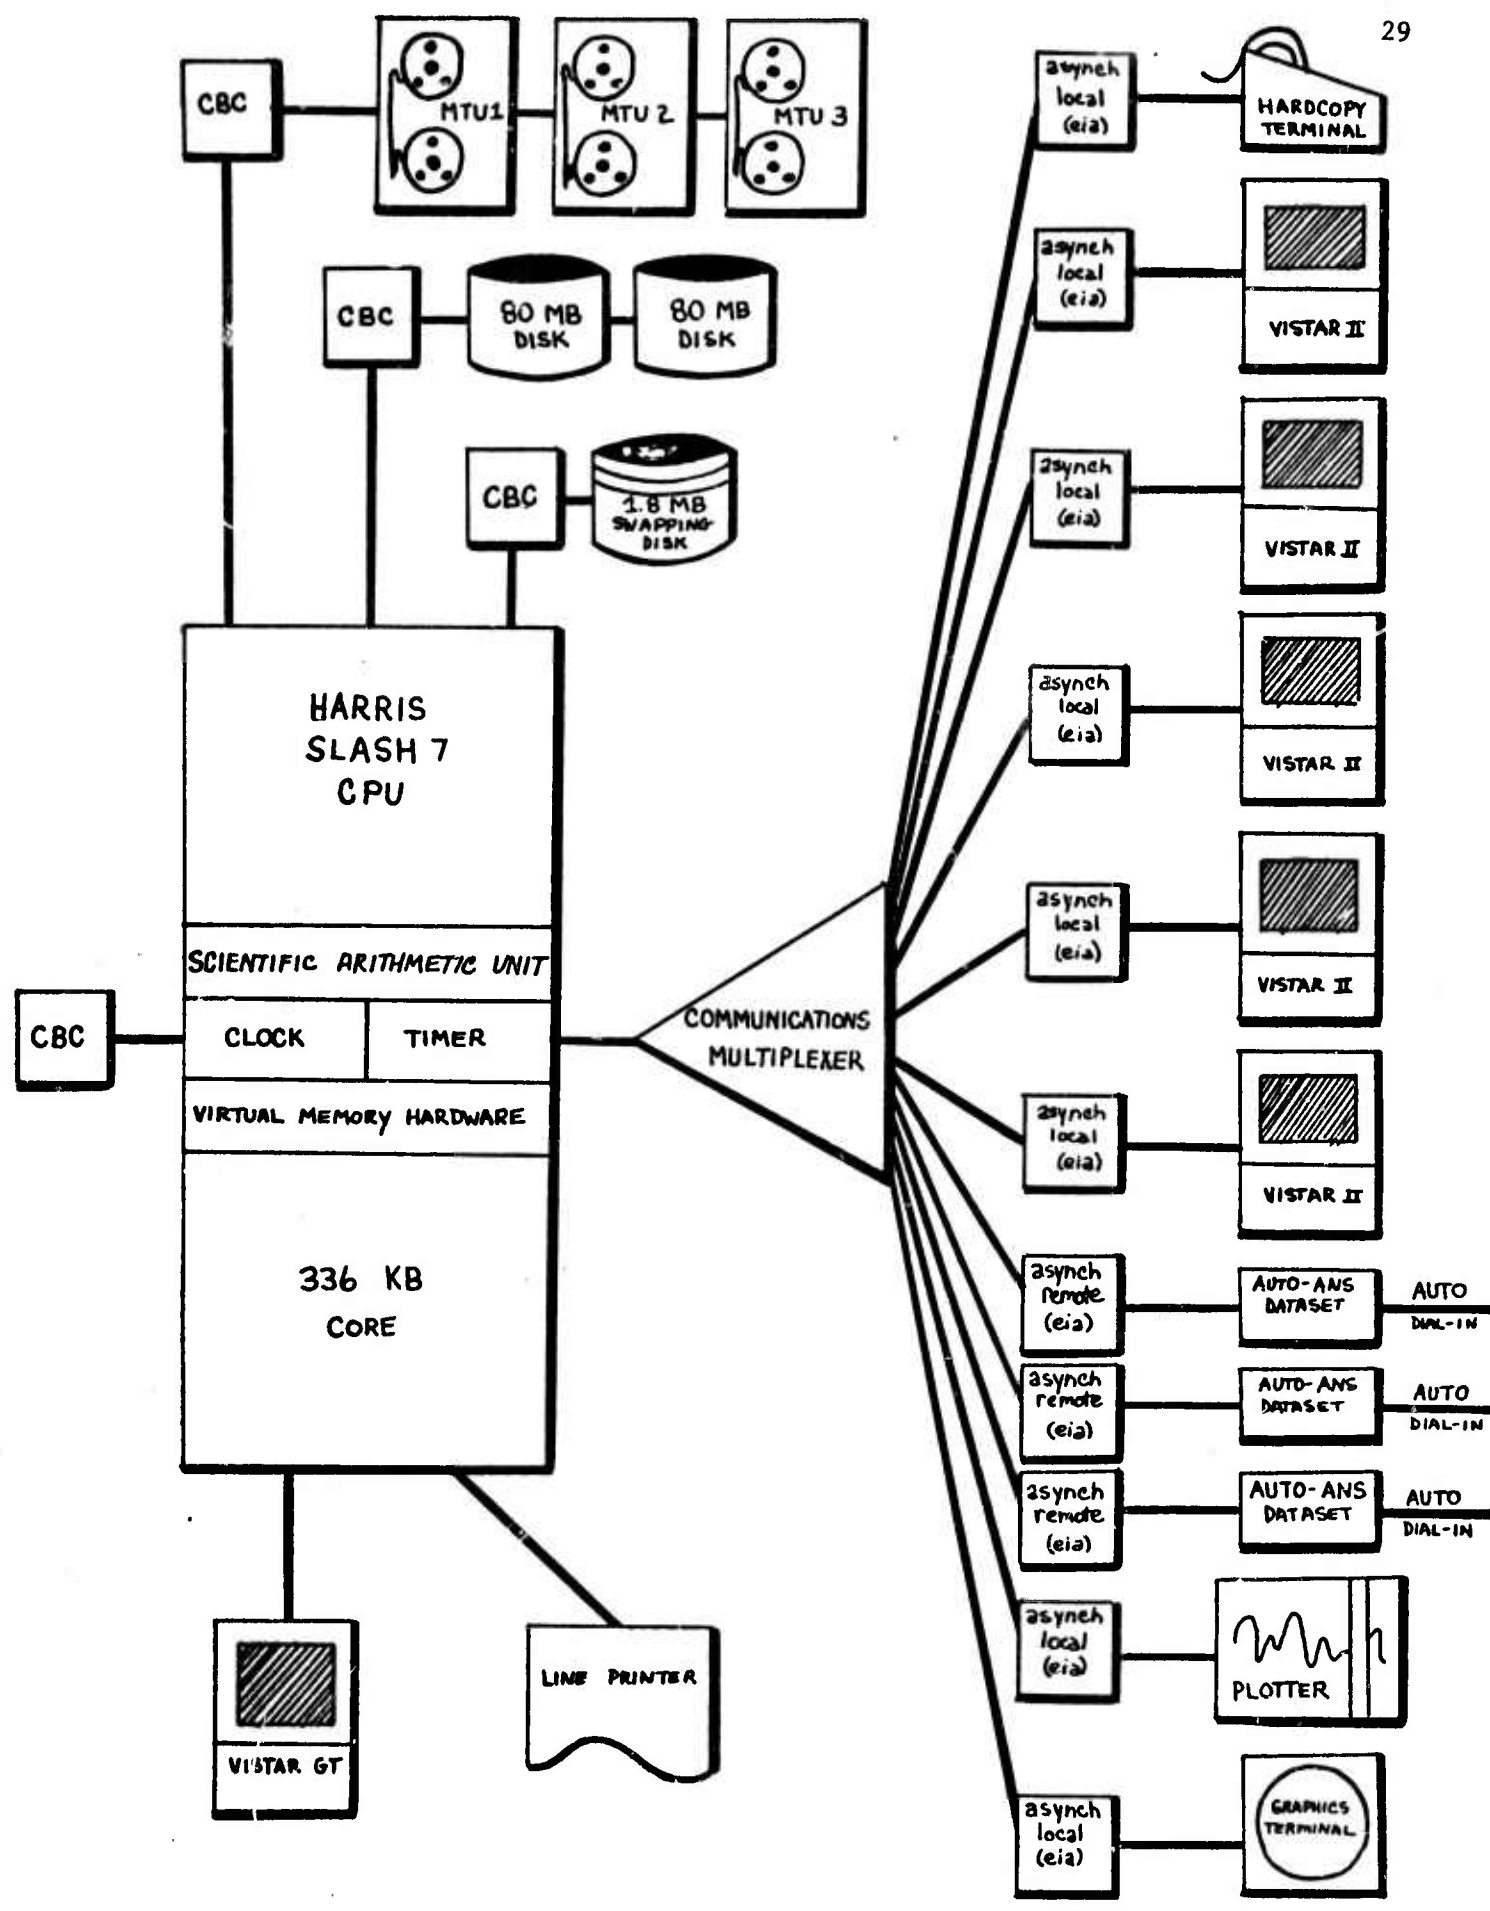 29
CBC
MTU1
MTU 2
MTU 3
CBC
80 MB
DISK
80 MB
DISK
CBC
1.8 MB
SWAPPING
DISK
HARRIS
SLASH 7
CPU
SCIENTIFIC ARITHMETIC UNIT
CBC
CLOCK
TIMER
VIRTUAL MEMORY HARDWARE
336 KB
CORE
VISTAR GT
LINE PRINTER
COMMUNICATIONS
MULTIPLEXER
asynch
local
(eia)
HARDCOPY
TERMINAL
asynch
local
(eia)
VISTAR II
asynch
local
(eia)
VISTAR II
asynch
local
(eia)
VISTAR II
asynch
local
(eia)
VISTAR II
asynch
local
(eia)
VISTAR II
asynch
remote
(eia)
AUTO-ANS
DATASET
AUTO
DIAL-IN
asynch
remote
(eia)
AUTO-ANS
DATASET
AUTO
DIAL-IN
asynch
remote
(eia)
AUTO-ANS
DATASET
AUTO
DIAL-IN
asynch
local
(eia)
PLOTTER
asynch
local
(eia)
GRAPHICS
TERMINAL